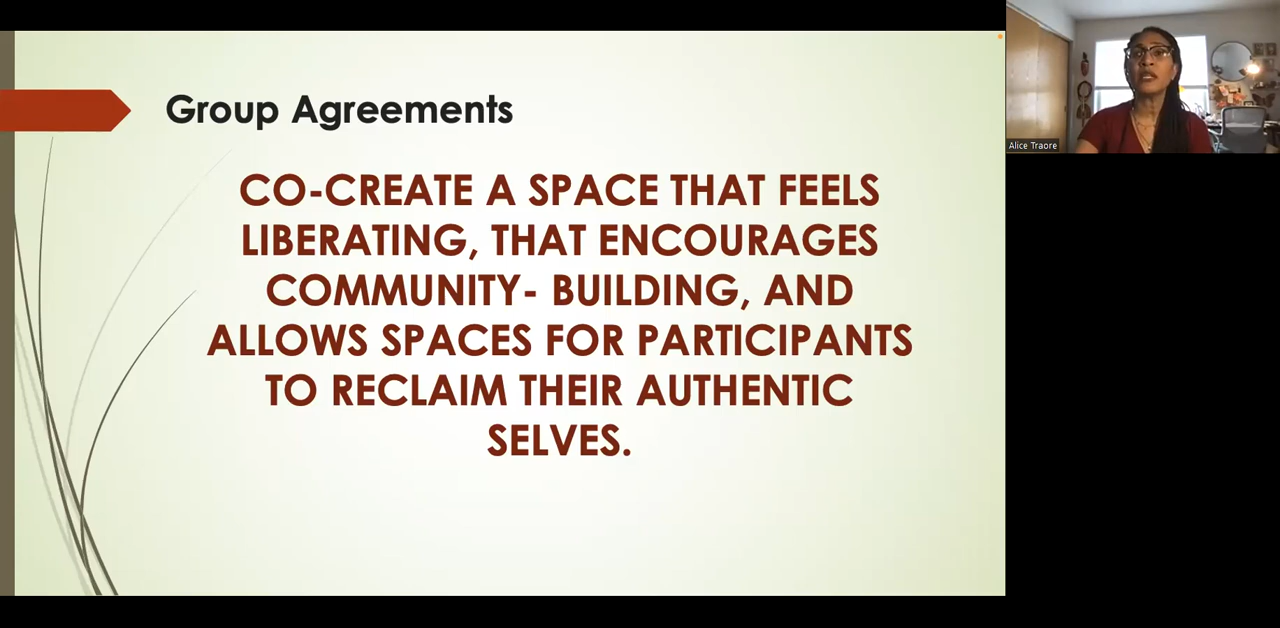 Group Agreements
CO-CREATE A SPACE THAT FEELS
LIBERATING, THAT ENCOURAGES
COMMUNITY- BUILDING, AND
ALLOWS SPACES FOR PARTICIPANTS
TO RECLAIM THEIR AUTHENTIC
SELVES.
Alice Traore